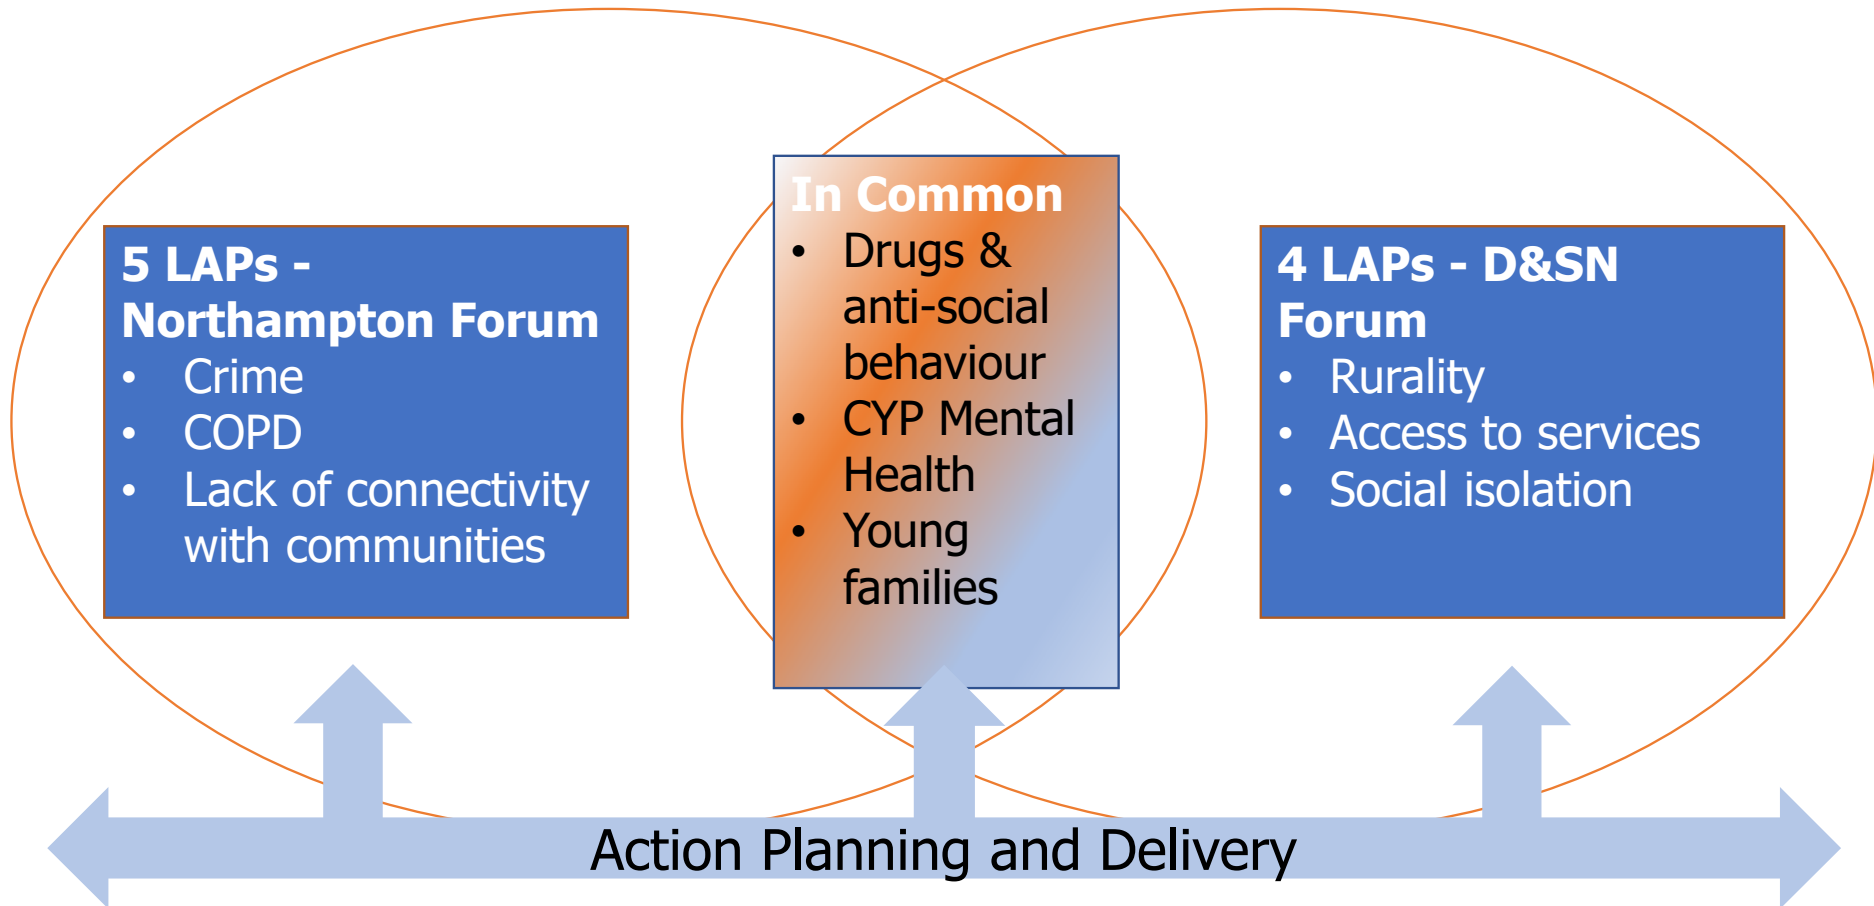 5 LAPs -
Northampton Forum
• Crime
• COPD
• Lack of connectivity
with communities
In Common
• Drugs &
anti-social
behaviour
• CYP Mental
Health
• Young
families
4 LAPs - D&SN
Forum
• Rurality
• Access to services
• Social isolation
Action Planning and Delivery